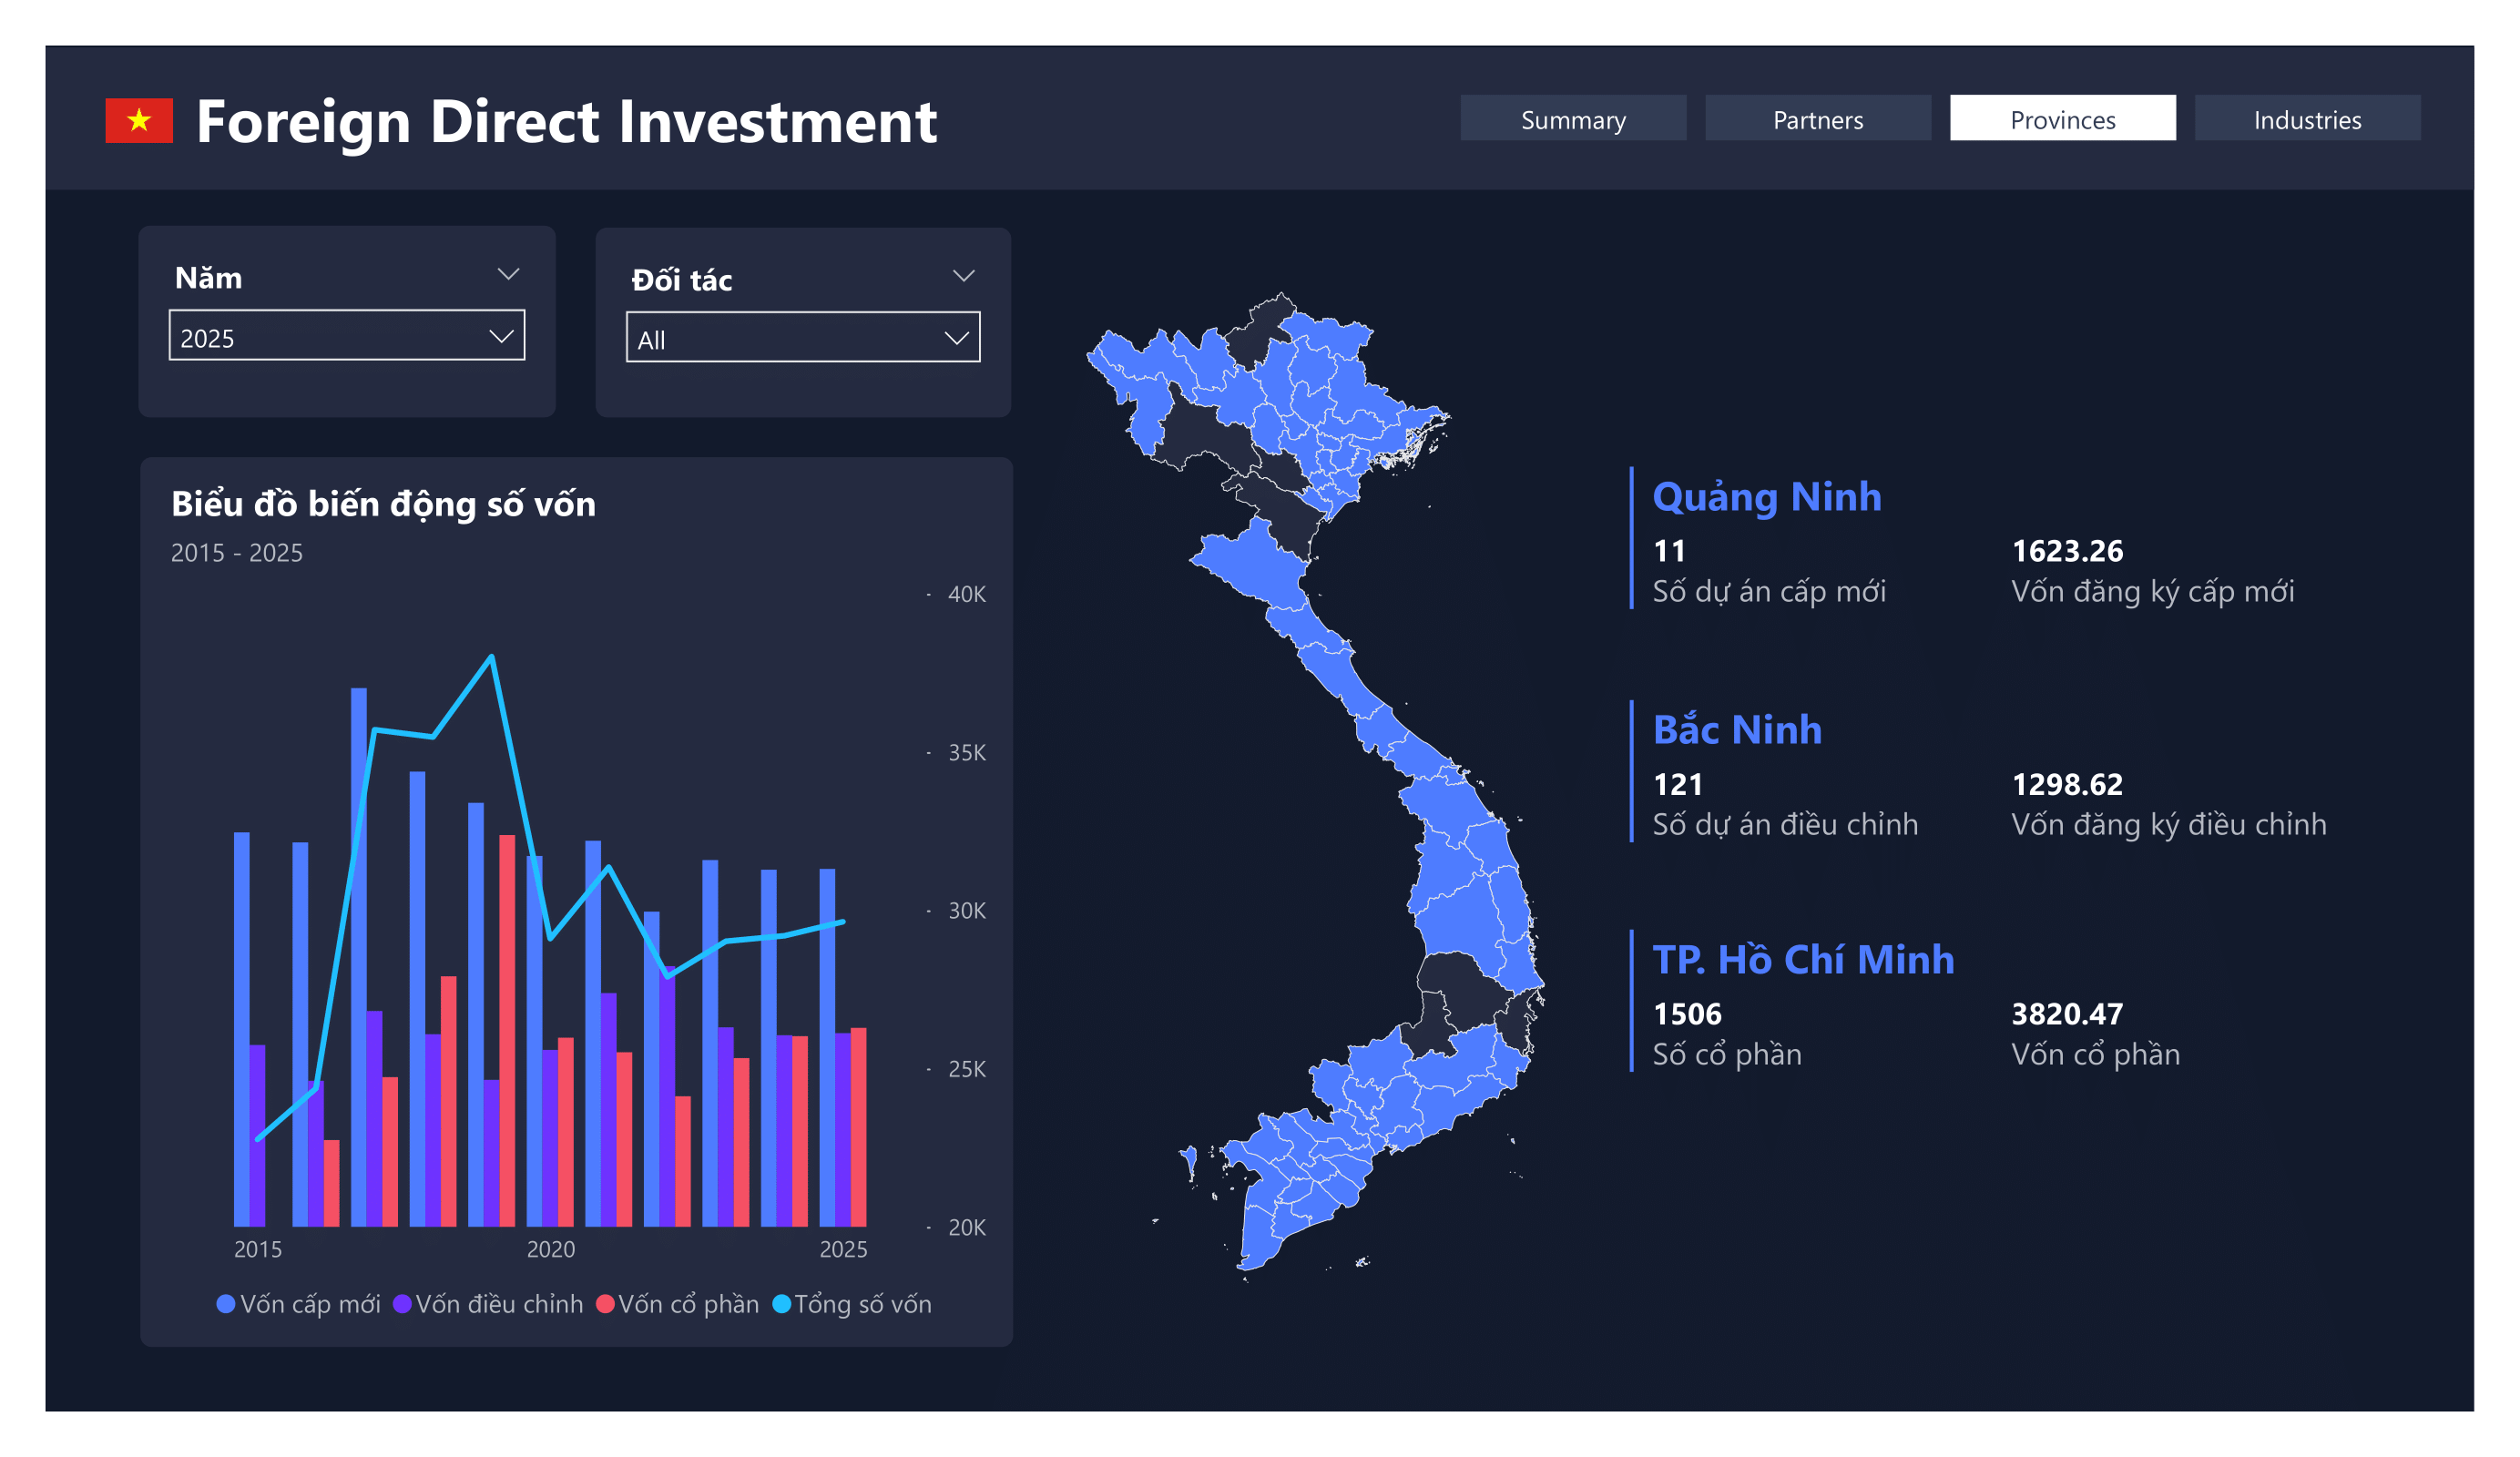 Foreign Direct Investment
Summary
Partners
Provinces
Industries
Năm
2025
Đối tác
All
Biểu đồ biến động số vốn
2015 - 2025
40K
35K
30K
25K
20K
2015 2020 2025
Vốn cấp mới Vốn điều chỉnh Vốn cổ phần Tổng số vốn
Quảng Ninh
11 1623.26
Số dự án cấp mới Vốn đăng ký cấp mới
Bắc Ninh
121 1298.62
Số dự án điều chỉnh Vốn đăng ký điều chỉnh
TP. Hồ Chí Minh
1506 3820.47
Số cổ phần Vốn cổ phần